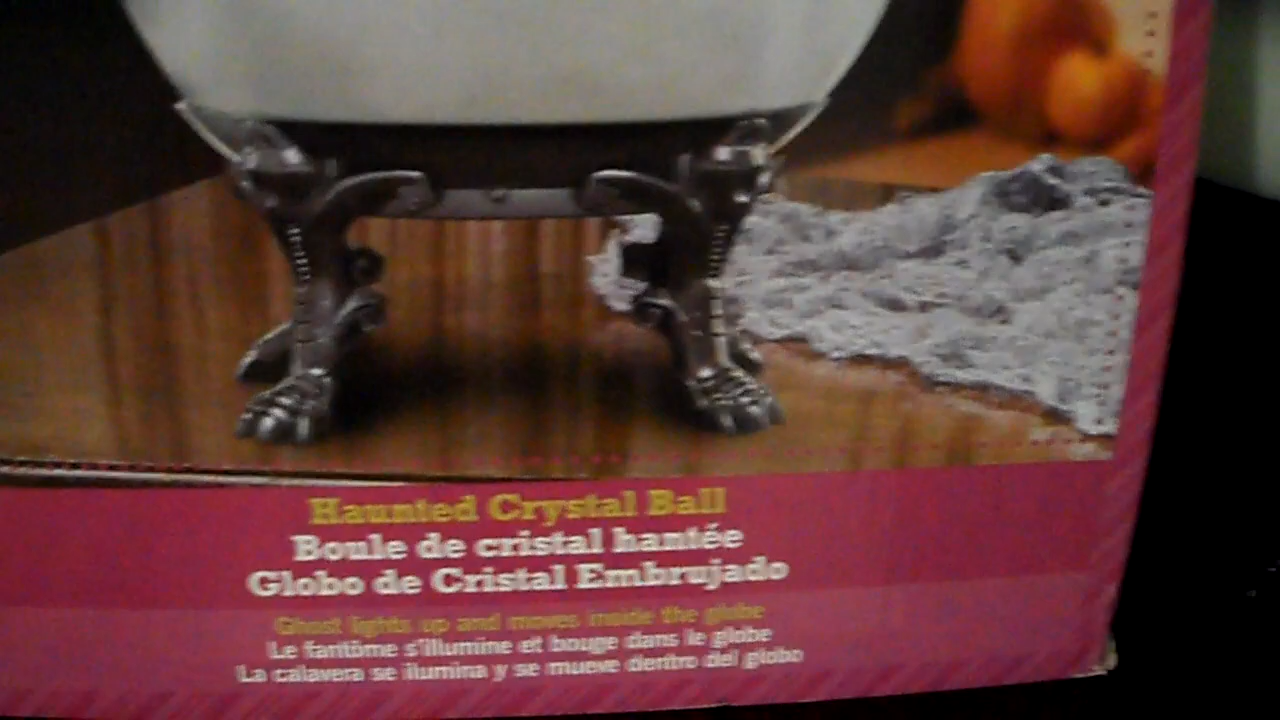 Haunted Crystal Ball
Boule de cristal hantée
Globo de Cristal Embrujado
Ghost lights up and moves inside the globe
Le fantôme s'illumine et bouge dans le globe
La calavera se ilumina y se mueve dentro del globo